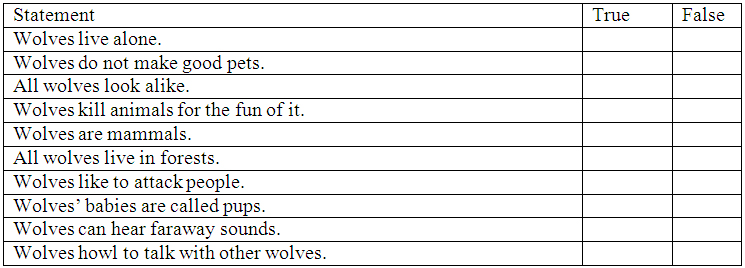 Statement True False
Wolves live alone.
Wolves do not make good pets.
All wolves look alike.
Wolves kill animals for the fun of it.
Wolves are mammals.
All wolves live in forests.
Wolves like to attack people.
Wolves’ babies are called pups.
Wolves can hear faraway sounds.
Wolves howl to talk with other wolves.